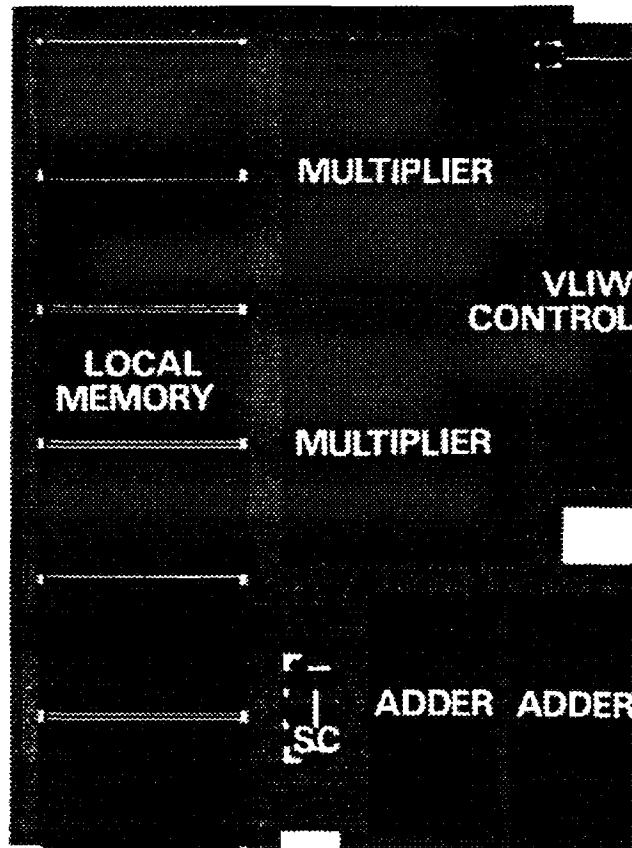 MULTIPLIER
VLIW
CONTROL
LOCAL
MEMORY
MULTIPLIER
ADDER ADDER
SC